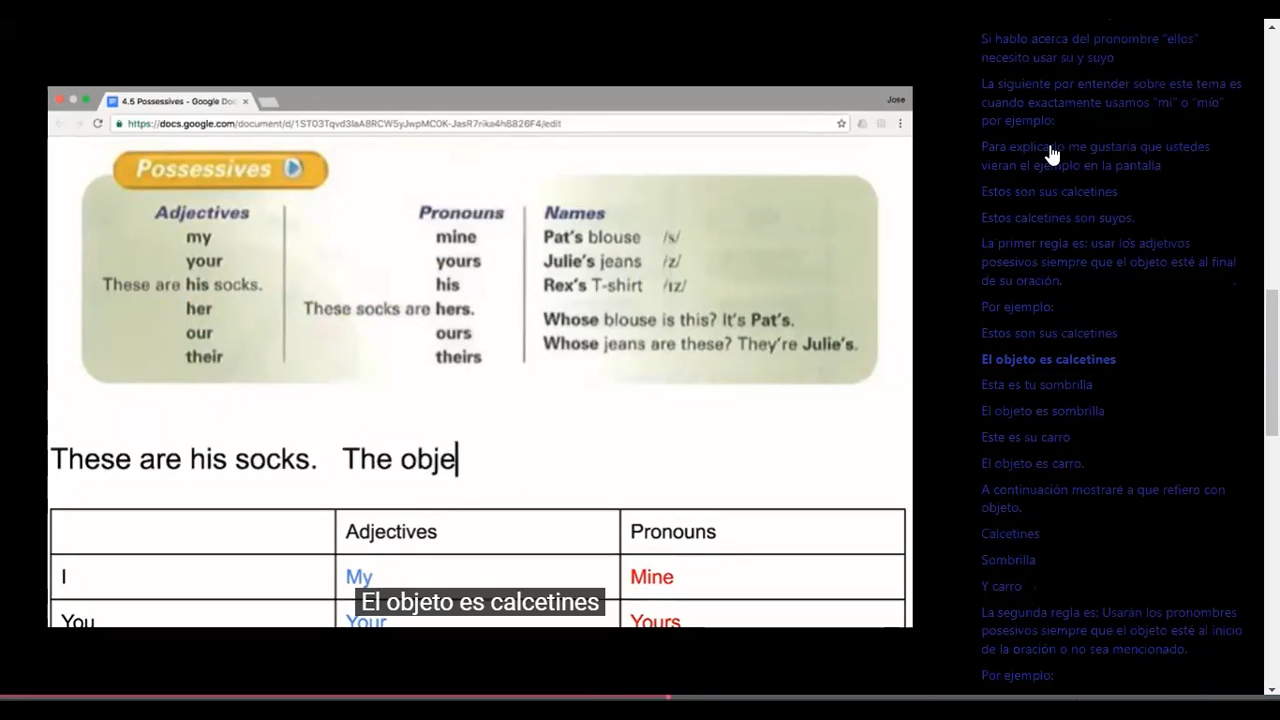 4.5 Possessives - Google Doc
Jose
https://docs.google.com/document/d/1ST03Tqvd3laA8RCW5yJwpMC0K-JasR7rika4h6826F4/edit
Possessives
Adjectives
my
your
These are his socks.
her
our
their
Pronouns
mine
yours
his
These socks are hers.
ours
theirs
Names
Pat's blouse /s/
Julie's jeans /z/
Rex's T-shirt /ɪz/
Whose blouse is this? It's Pat's.
Whose jeans are these? They're Julie's.
These are his socks. The obje
Adjectives Pronouns
I My Mine
You Your Yours
El objeto es calcetines
Si hablo acerca del pronombre "ellos"
necesito usar su y suyo
La siguiente por entender sobre este tema es
cuando exactamente usamos "mi" o "mío"
por ejemplo:
Para explicarlo me gustaría que ustedes
vieran el ejemplo en la pantalla
Estos son sus calcetines
Estos calcetines son suyos.
La primer regla es: usar los adjetivos
posesivos siempre que el objeto esté al final
de su oración.
Por ejemplo:
Estos son sus calcetines
El objeto es calcetines
Esta es tu sombrilla
El objeto es sombrilla
Este es su carro
El objeto es carro.
A continuación mostraré a que refiero con
objeto.
Calcetines
Sombrilla
Y carro
La segunda regla es: Usarán los pronombres
posesivos siempre que el objeto esté al inicio
de la oración o no sea mencionado.
Por ejemplo: